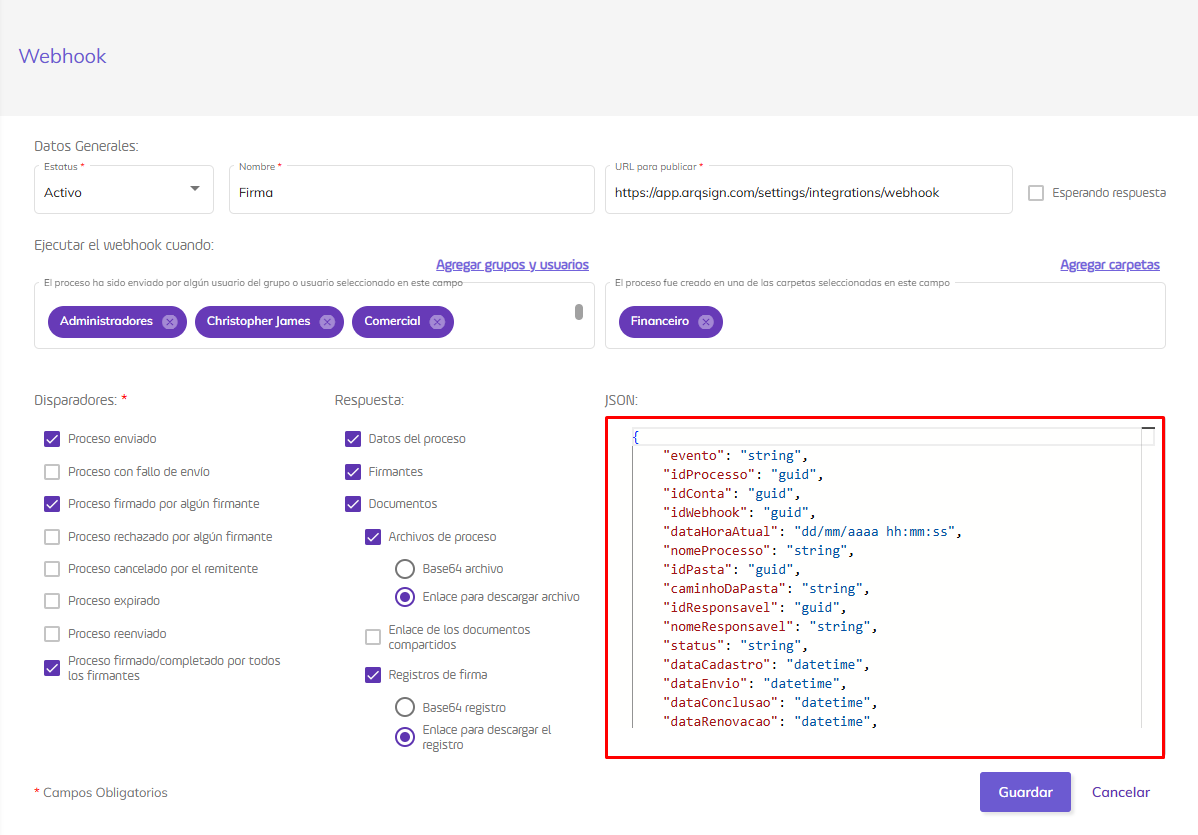 Webhook
Datos Generales:
Estatus *
Activo
Nombre *
Firma
URL para publicar *
https://app.arqsign.com/settings/integrations/webhook
Esperando respuesta
Ejecutar el webhook cuando:
Agregar grupos y usuarios
El proceso ha sido enviado por algún usuario del grupo o usuario seleccionado en este campo
Administradores
Christopher James
Comercial
Agregar carpetas
El proceso fue creado en una de las carpetas seleccionadas en este campo
Financeiro
Disparadores: *
Proceso enviado
Proceso con fallo de envío
Proceso firmado por algún firmante
Proceso rechazado por algún firmante
Proceso cancelado por el remitente
Proceso expirado
Proceso reenviado
Proceso firmado/completado por todos
los firmantes
Respuesta:
Datos del proceso
Firmantes
Documentos
Archivos de proceso
Base64 archivo
Enlace para descargar archivo
Enlace de los documentos
compartidos
Registros de firma
Base64 registro
Enlace para descargar el
registro
JSON:
{
"evento": "string",
"idProcesso": "guid",
"idConta": "guid",
"idWebhook": "guid",
"dataHoraAtual": "dd/mm/aaaa hh:mm:ss",
"nomeProcesso": "string",
"idPasta": "guid",
"caminhoDaPasta": "string",
"idResponsavel": "guid",
"nomeResponsavel": "string",
"status": "string",
"dataCadastro": "datetime",
"dataEnvio": "datetime",
"dataConclusao": "datetime",
"dataRenovacao": "datetime",
* Campos Obligatorios
Guardar
Cancelar